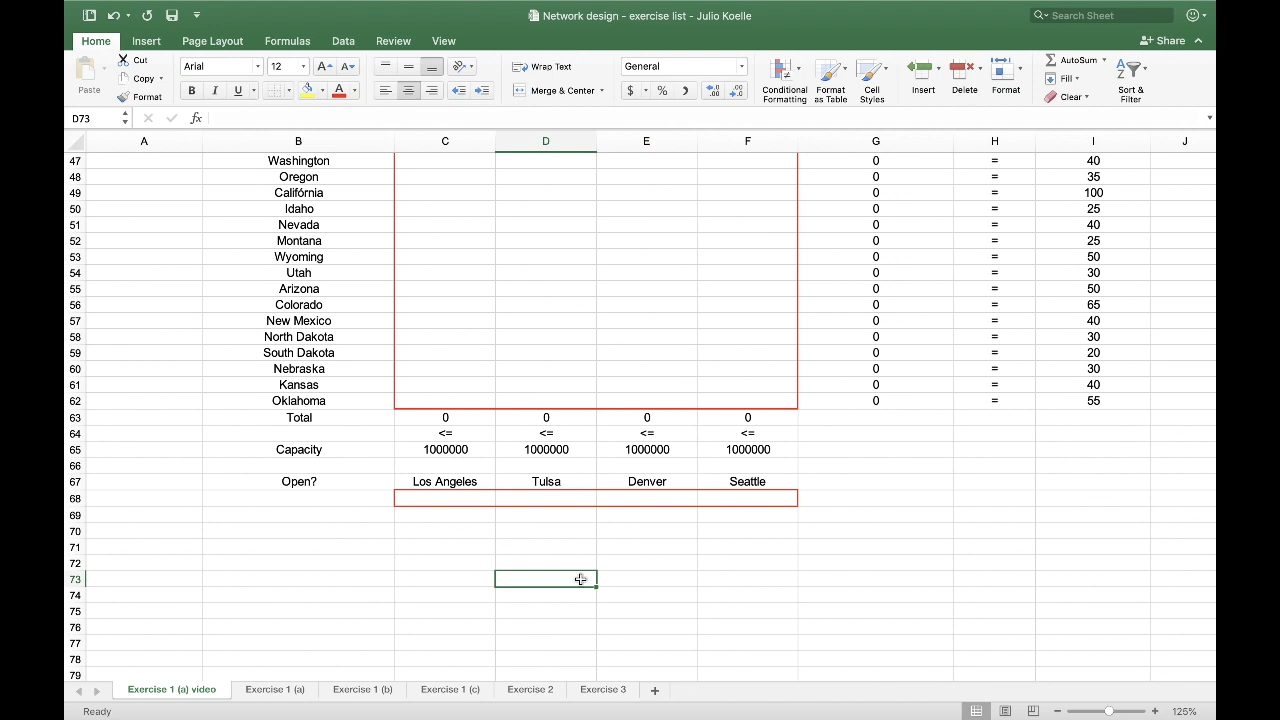 Network design - exercise list - Julio Koelle
Search Sheet
Home Insert Page Layout Formulas Data Review View
Share
Paste
Cut
Copy
Format
Arial
12
A A
B I U
A
Wrap Text
Merge & Center
General
$ % )
Conditional Formatting
Format as Table
Cell Styles
Insert
Delete
Format
AutoSum
Fill
Clear
Sort & Filter
D73
fx
A B C D E F G H I J
47 Washington 0 = 40
48 Oregon 0 = 35
49 Califórnia 0 = 100
50 Idaho 0 = 25
51 Nevada 0 = 40
52 Montana 0 = 25
53 Wyoming 0 = 50
54 Utah 0 = 30
55 Arizona 0 = 50
56 Colorado 0 = 65
57 New Mexico 0 = 40
58 North Dakota 0 = 30
59 South Dakota 0 = 20
60 Nebraska 0 = 30
61 Kansas 0 = 40
62 Oklahoma 0 = 55
63 Total 0 0 0 0
64 <= <= <= <=
65 Capacity 1000000 1000000 1000000 1000000
66
67 Open? Los Angeles Tulsa Denver Seattle
68
69
70
71
72
73
74
75
76
77
78
79
Exercise 1 (a) video Exercise 1 (a) Exercise 1 (b) Exercise 1 (c) Exercise 2 Exercise 3 +
Ready
125%